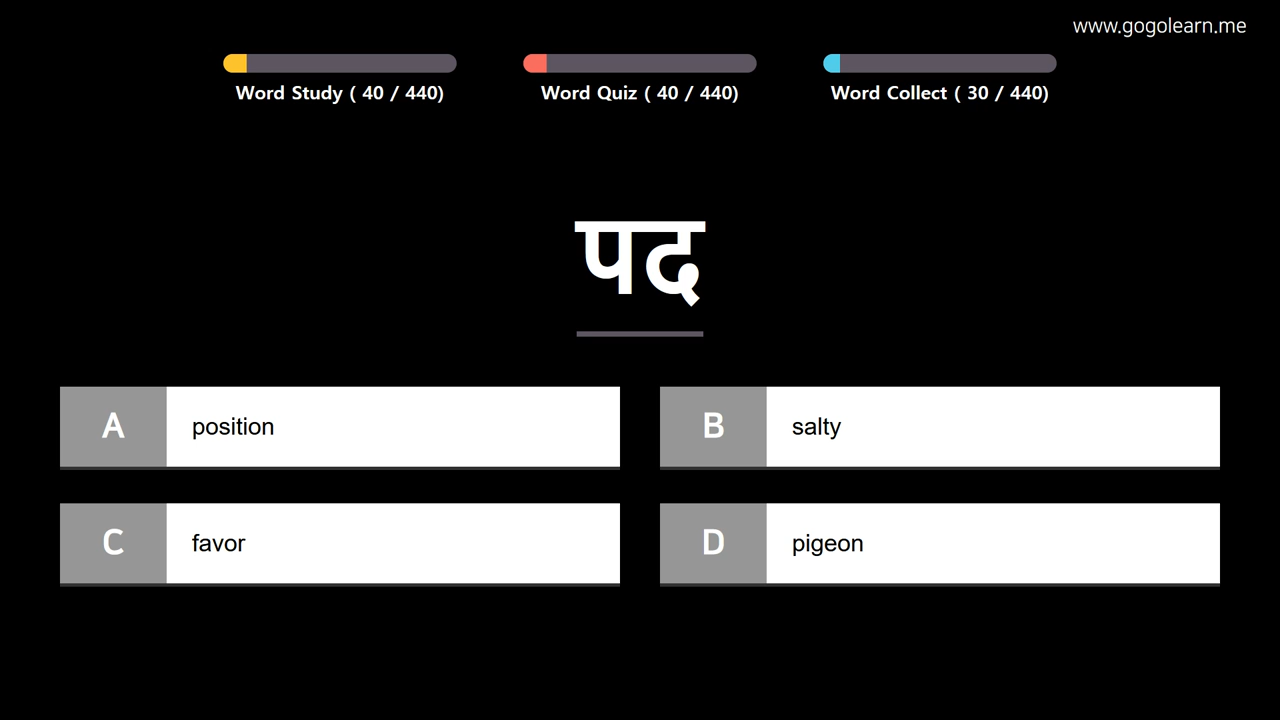 www.gogolearn.me
Word Study ( 40 / 440)
Word Quiz ( 40 / 440)
Word Collect ( 30 / 440)
पद
A position
B salty
C favor
D pigeon